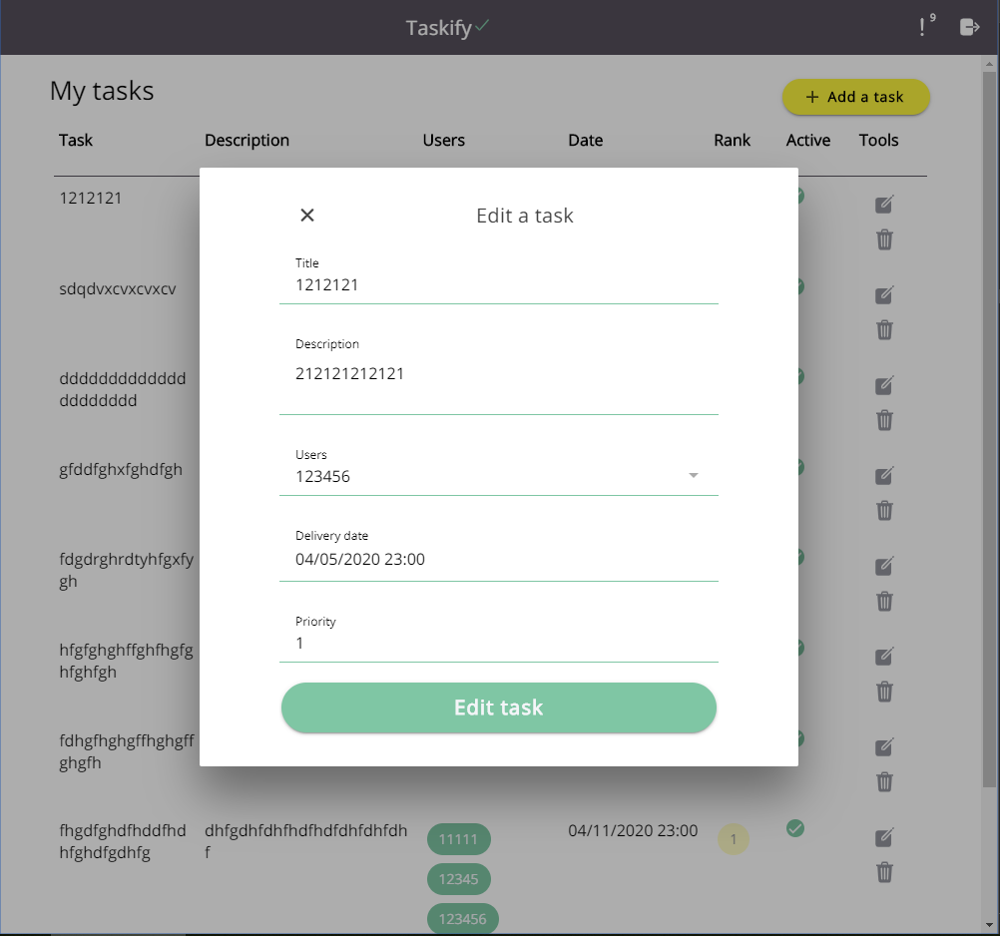 Taskify
! 9
My tasks
+ Add a task
Task Description Users Date Rank Active Tools
1212121
sdqdvxcvxcvxcv
ddddddddddddd
dddddddd
gfddfghxfghdfgh
fdgdrghrdtyhfgxfy
gh
hfgfghghffghfhgfg
hfghfgh
fdhgfhghgffhghgff
ghgfh
fhgdfghdfhddfhd
hfghdfgdhfg
dhfgdhfdhfhdfhdfdhfdhfdh
f
11111
12345
123456
04/11/2020 23:00
1
Edit a task
Title
1212121
Description
212121212121
Users
123456
Delivery date
04/05/2020 23:00
Priority
1
Edit task